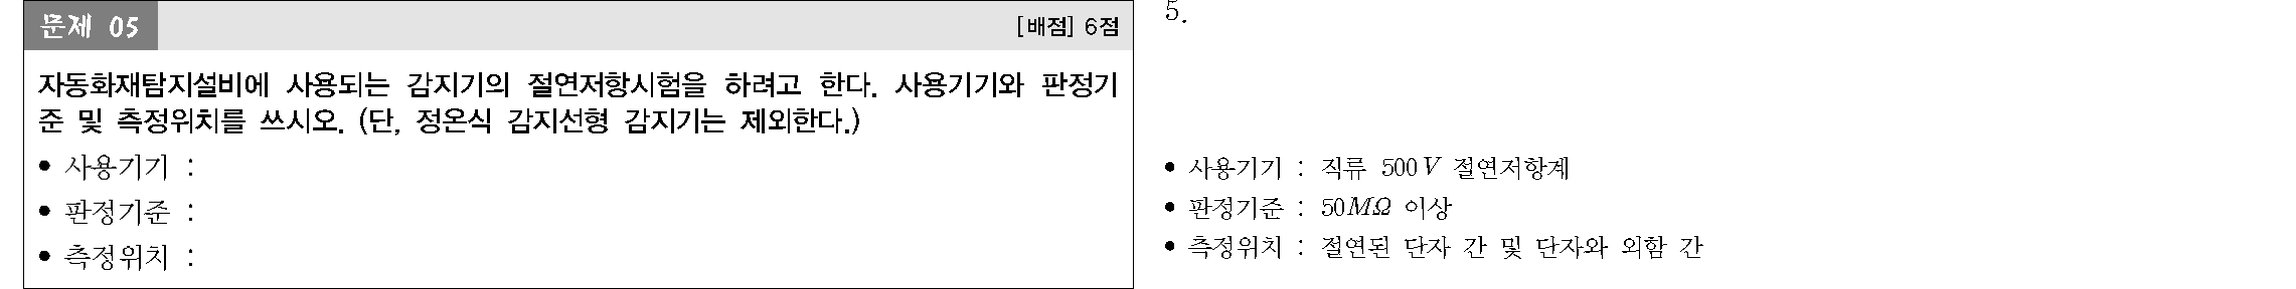 문제 05
[배점] 6점
자동화재탐지설비에 사용되는 감지기의 절연저항시험을 하려고 한다. 사용기기와 판정기
준 및 측정위치를 쓰시오. (단, 정온식 감지선형 감지기는 제외한다.)
• 사용기기 :
• 판정기준 :
• 측정위치 :
5.
• 사용기기 : 직류 500V 절연저항계
• 판정기준 : 50MΩ 이상
• 측정위치 : 절연된 단자 간 및 단자와 외함 간